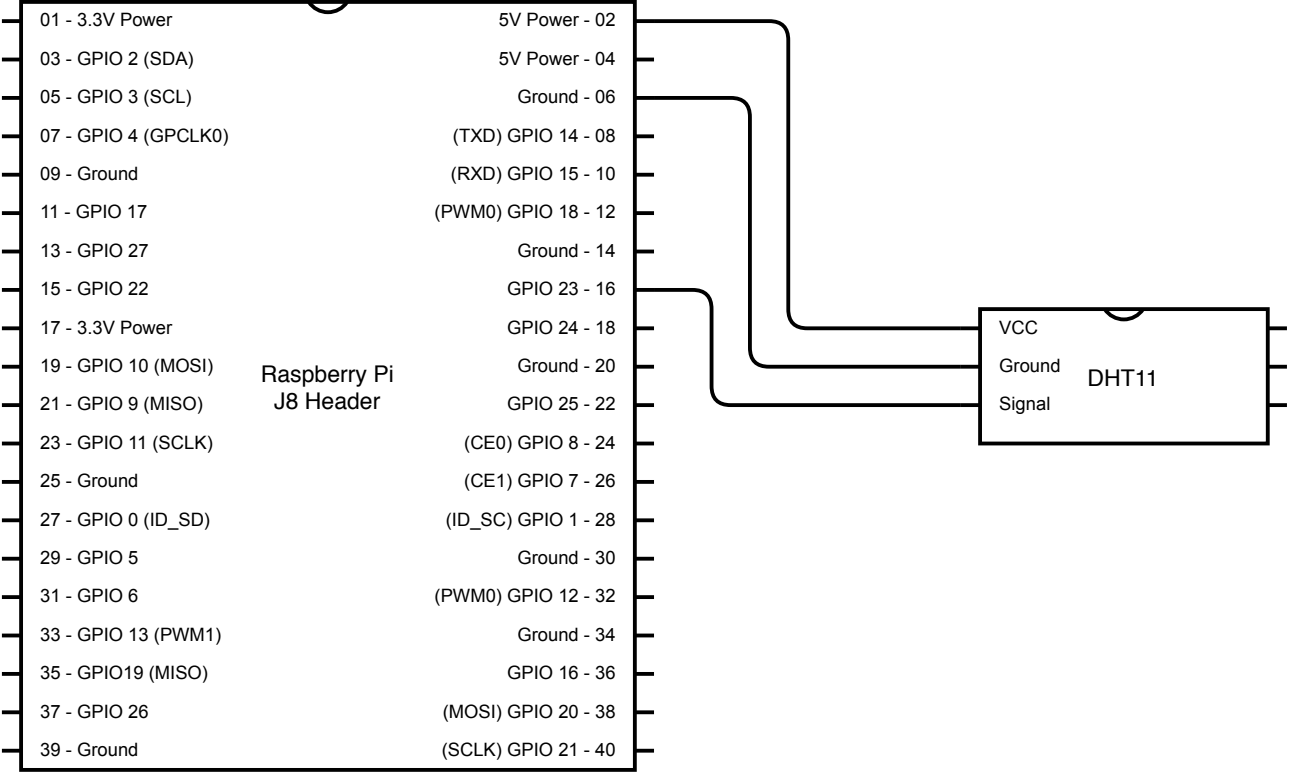 01 - 3.3V Power
03 - GPIO 2 (SDA)
05 - GPIO 3 (SCL)
07 - GPIO 4 (GPCLK0)
09 - Ground
11 - GPIO 17
13 - GPIO 27
15 - GPIO 22
17 - 3.3V Power
19 - GPIO 10 (MOSI)
21 - GPIO 9 (MISO)
23 - GPIO 11 (SCLK)
25 - Ground
27 - GPIO 0 (ID_SD)
29 - GPIO 5
31 - GPIO 6
33 - GPIO 13 (PWM1)
35 - GPIO19 (MISO)
37 - GPIO 26
39 - Ground
Raspberry Pi
J8 Header
5V Power - 02
5V Power - 04
Ground - 06
(TXD) GPIO 14 - 08
(RXD) GPIO 15 - 10
(PWM0) GPIO 18 - 12
Ground - 14
GPIO 23 - 16
GPIO 24 - 18
Ground - 20
GPIO 25 - 22
(CE0) GPIO 8 - 24
(CE1) GPIO 7 - 26
(ID_SC) GPIO 1 - 28
Ground - 30
(PWM0) GPIO 12 - 32
Ground - 34
GPIO 16 - 36
(MOSI) GPIO 20 - 38
(SCLK) GPIO 21 - 40
VCC
Ground
Signal
DHT11